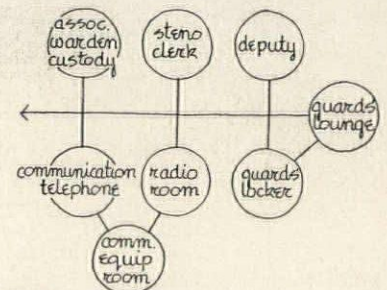 assoc.
warden
custody
steno
clerk
deputy
guards
lounge
communication
telephone
radio
room
guards
locker
comm.
equip
room